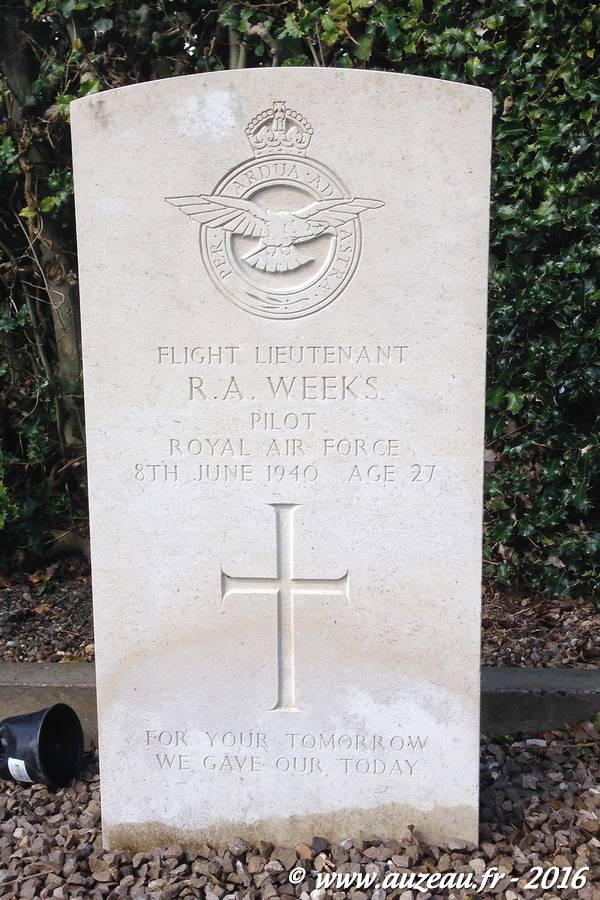 PER · ARDUA · AD · ASTRA
FLIGHT LIEUTENANT
R.A. WEEKS
PILOT
ROYAL AIR FORCE
8TH JUNE 1940 AGE 27
FOR YOUR TOMORROW
WE GAVE OUR TODAY
© www.auzeau.fr - 2016